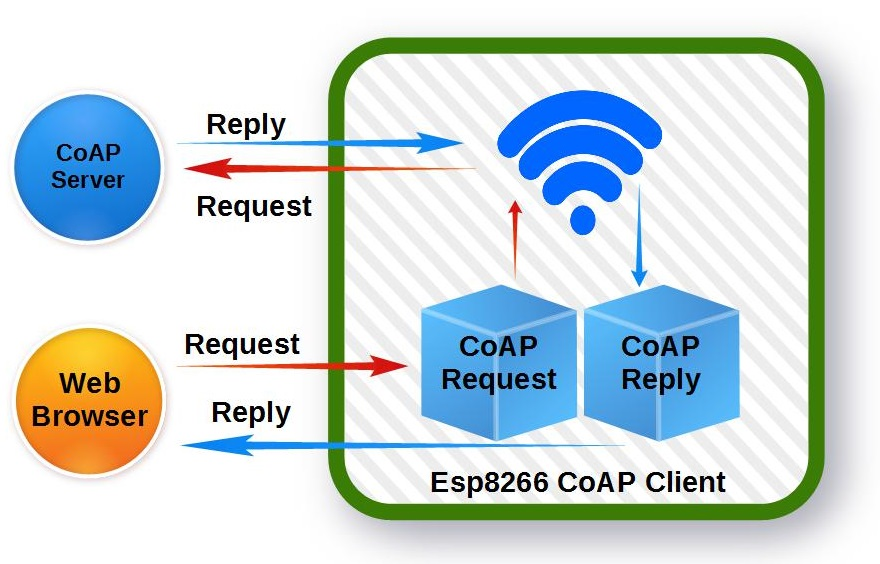 Reply
CoAP
Server
Request
Request
CoAP
Request
CoAP
Reply
Web
Browser
Reply
Esp8266 CoAP Client